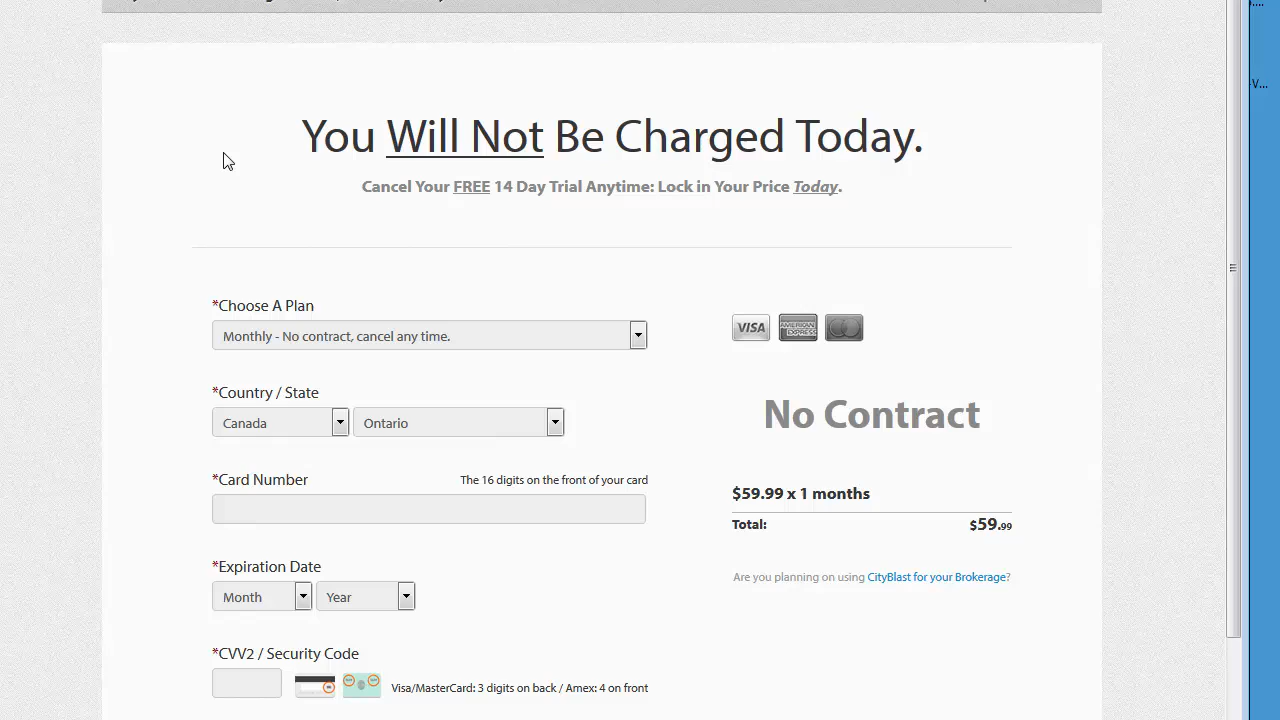 You Will Not Be Charged Today.
Cancel Your FREE 14 Day Trial Anytime: Lock in Your Price Today.
*Choose A Plan
Monthly - No contract, cancel any time.
VISA
AMERICAN EXPRESS
*Country / State
Canada
Ontario
No Contract
*Card Number
The 16 digits on the front of your card
$59.99 x 1 months
Total:
$59.99
*Expiration Date
Month
Year
Are you planning on using CityBlast for your Brokerage?
*CVV2 / Security Code
Visa/MasterCard: 3 digits on back / Amex: 4 on front